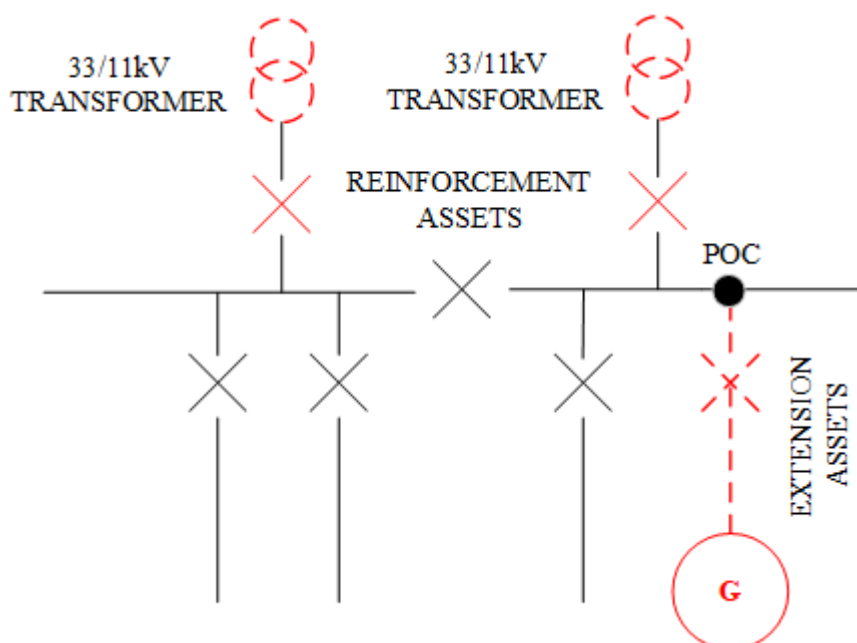 33/11kV
TRANSFORMER
33/11kV
TRANSFORMER
REINFORCEMENT
ASSETS
POC
EXTENSION
ASSETS
G